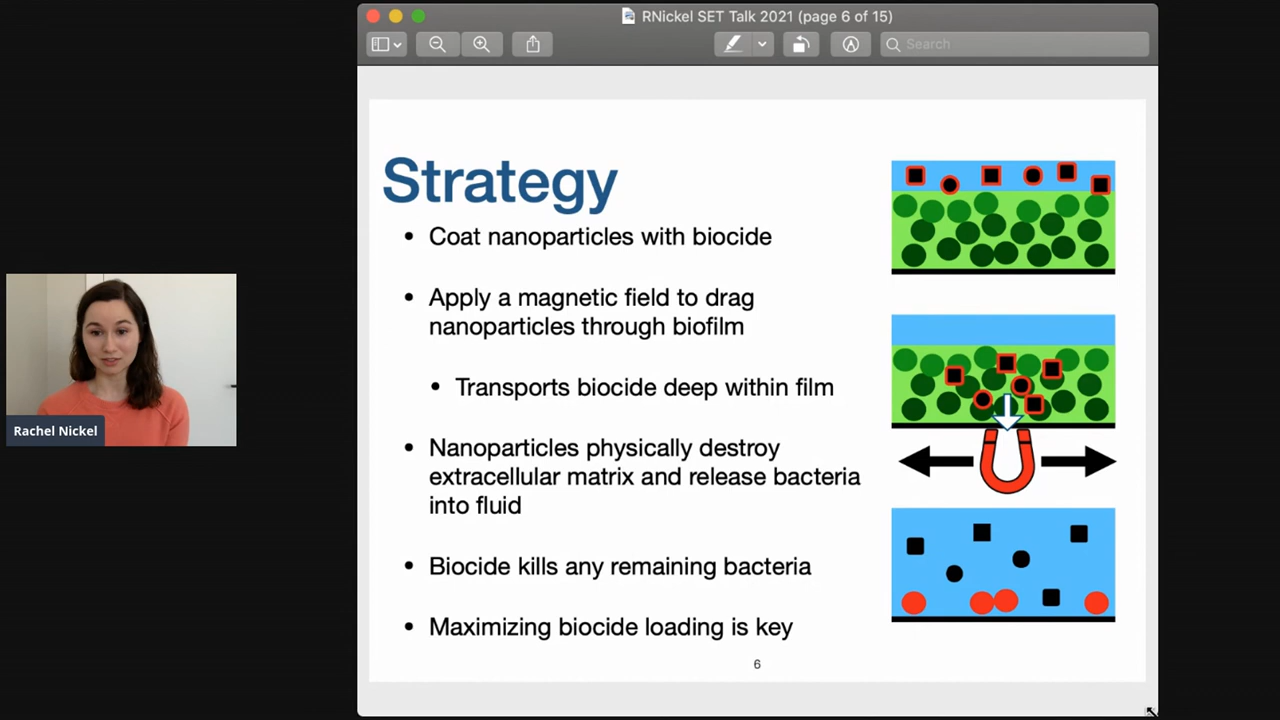 RNickel SET Talk 2021 (page 6 of 15)
Search
Strategy
• Coat nanoparticles with biocide
• Apply a magnetic field to drag
nanoparticles through biofilm
• Transports biocide deep within film
• Nanoparticles physically destroy
extracellular matrix and release bacteria
into fluid
• Biocide kills any remaining bacteria
• Maximizing biocide loading is key
6
Rachel Nickel